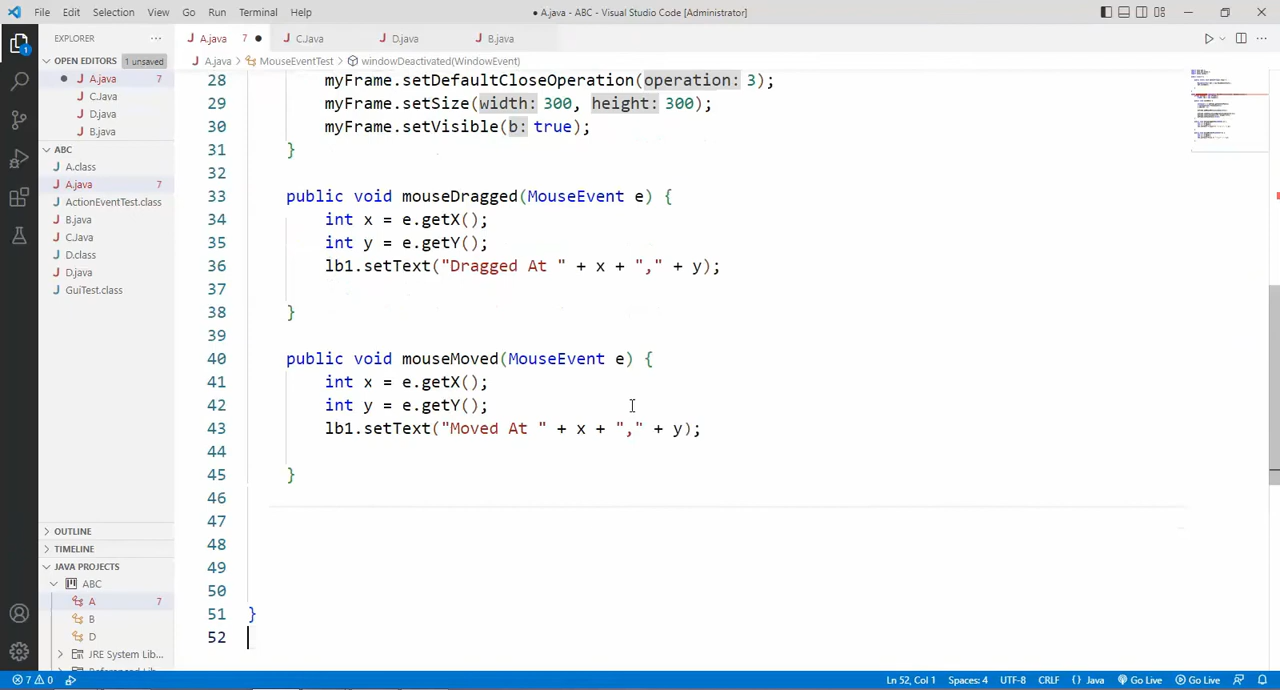 File Edit Selection View Go Run Terminal Help ● A.java - ABC - Visual Studio Code [Administrator]
EXPLORER ··· J A.java 7 ● J C.Java J D.java J B.java
OPEN EDITORS 1 unsaved J A.java > MouseEventTest > windowDeactivated(WindowEvent)
● J A.java 7
J C.Java
J D.java
J B.java
ABC
J A.class
J A.java 7
J ActionEventTest.class
J B.java
J C.Java
J D.class
J D.java
J GuiTest.class
OUTLINE
TIMELINE
JAVA PROJECTS
ABC
A 7
B
D
JRE System Lib...
28 myFrame.setDefaultCloseOperation(operation: 3);
29 myFrame.setSize(width: 300, height: 300);
30 myFrame.setVisible(b: true);
31 }
32
33 public void mouseDragged(MouseEvent e) {
34 int x = e.getX();
35 int y = e.getY();
36 lb1.setText("Dragged At " + x + "," + y);
37
38 }
39
40 public void mouseMoved(MouseEvent e) {
41 int x = e.getX();
42 int y = e.getY();
43 lb1.setText("Moved At " + x + "," + y);
44
45 }
46
47
48
49
50
51 }
52
7 0 Ln 52, Col 1 Spaces: 4 UTF-8 CRLF {} Java Go Live Go Live